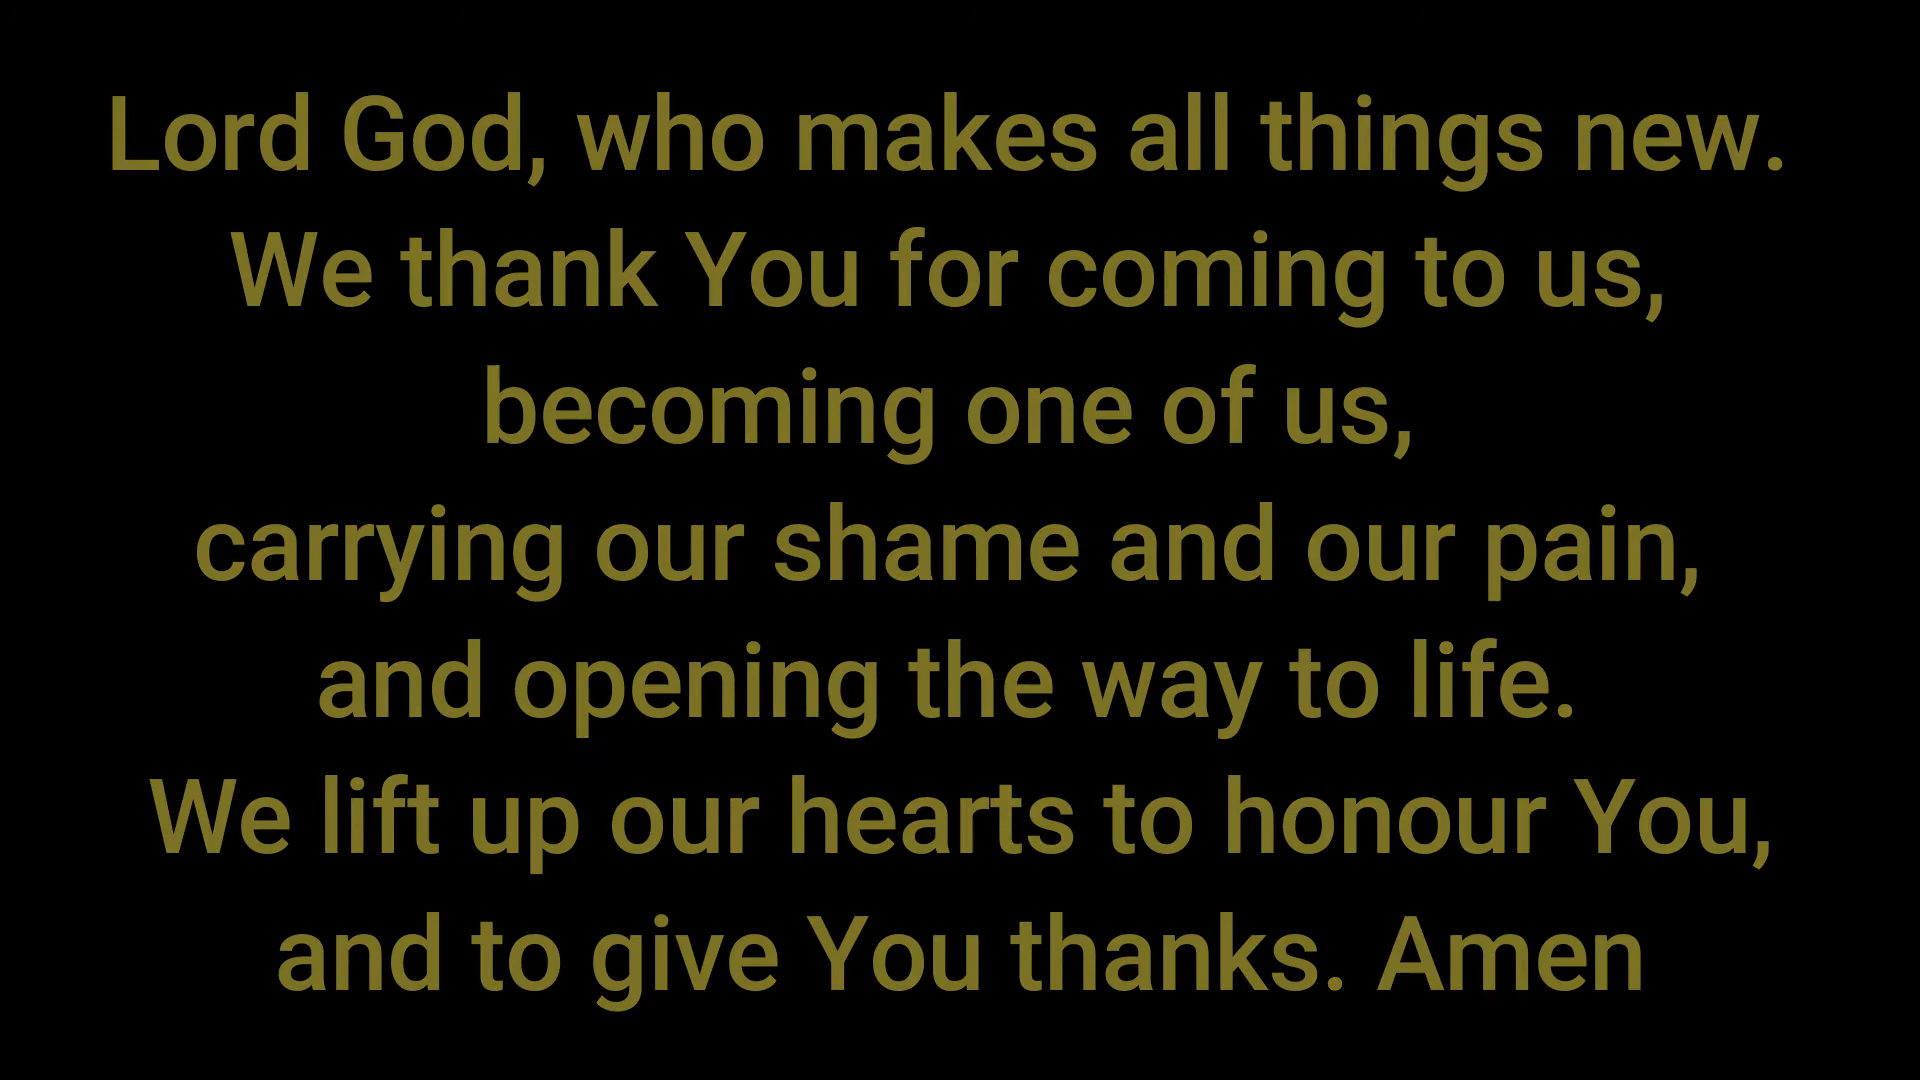 Lord God, who makes all things new.
We thank You for coming to us,
becoming one of us,
carrying our shame and our pain,
and opening the way to life.
We lift up our hearts to honour You,
and to give You thanks. Amen